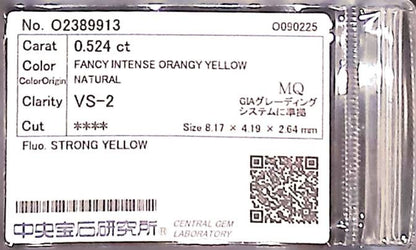 No. O2389913 O090225
Carat 0.524 ct
Color FANCY INTENSE ORANGY YELLOW
ColorOrigin NATURAL
Clarity VS-2
MQ
GIAグレーディング
システムに準拠
Cut ****
Size 8.17 × 4.19 × 2.64 mm
Fluo. STRONG YELLOW
中央宝石研究所® CENTRAL GEM
LABORATORY